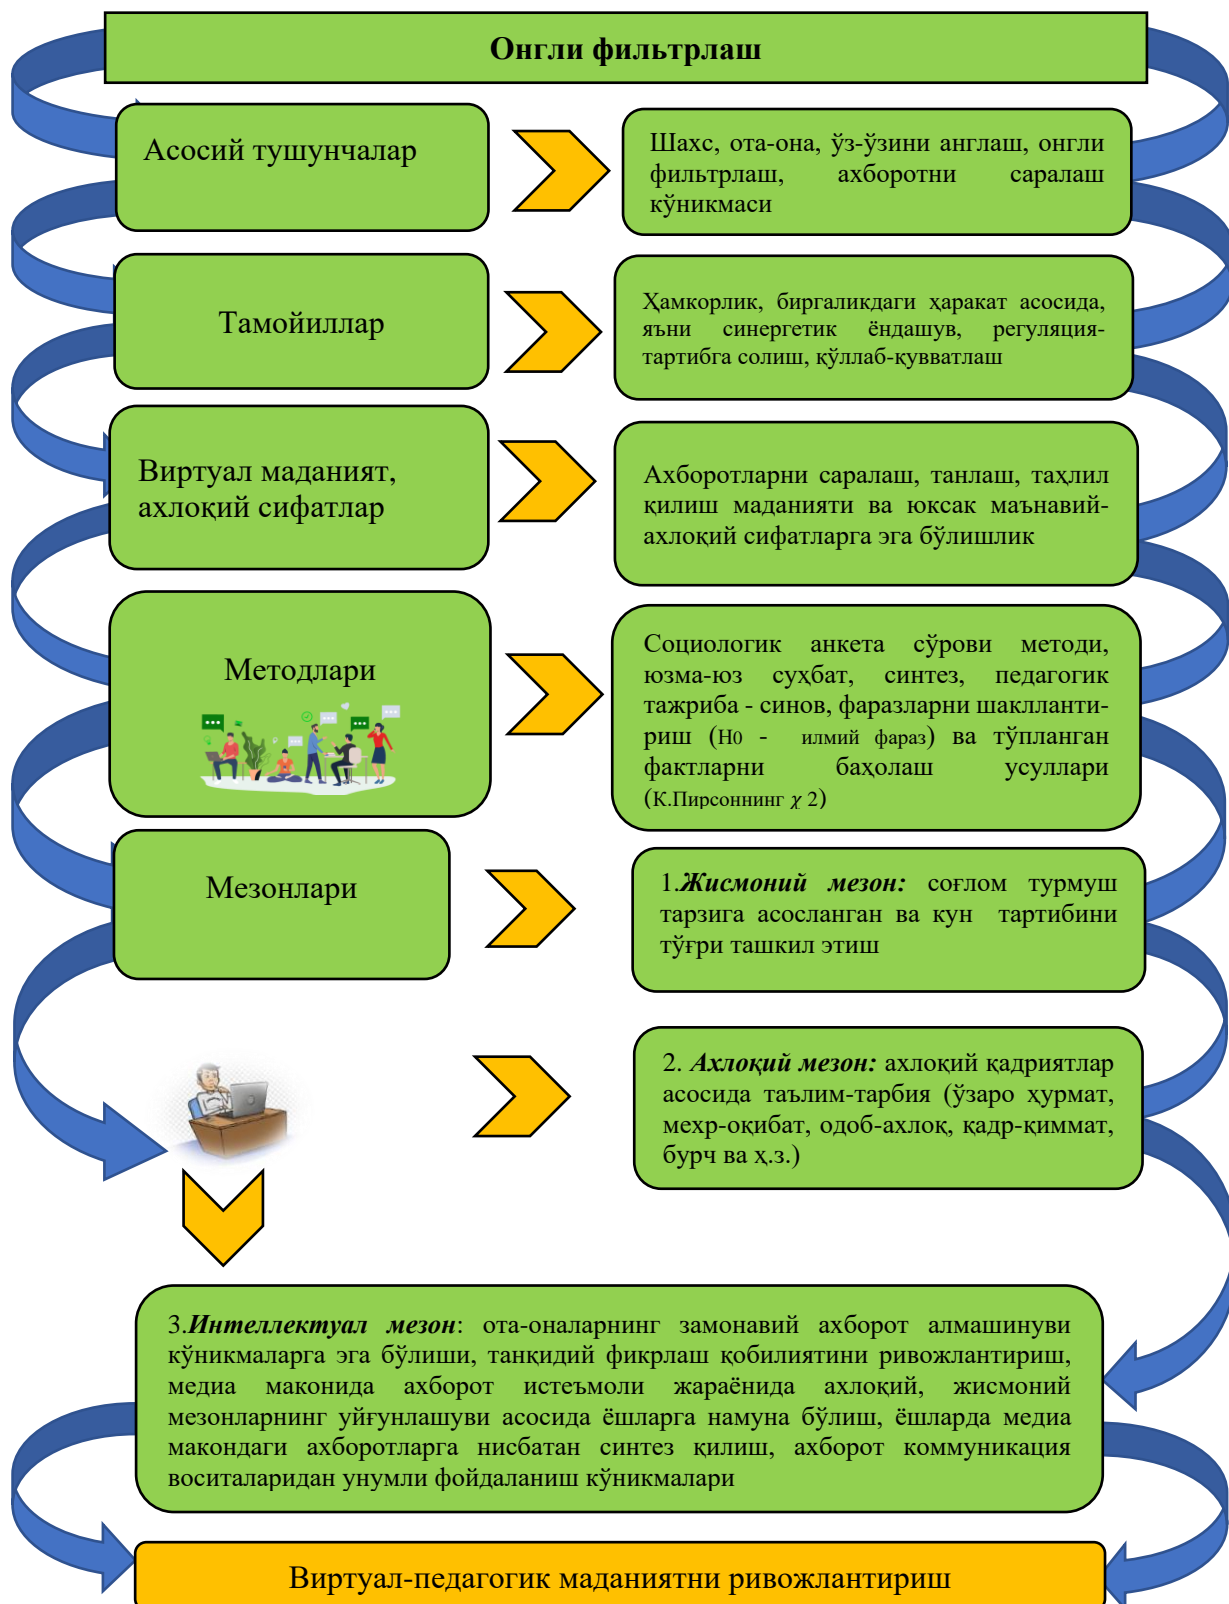 Онгли фильтрлаш
Асосий тушунчалар
Шахс, ота-она, ўз-ўзини англаш, онгли
фильтрлаш, ахборотни саралаш
кўникмаси
Тамойиллар
Ҳамкорлик, биргаликдаги ҳаракат асосида,
яъни синергетик ёндашув, регуляция-
тартибга солиш, қўллаб-қувватлаш
Виртуал маданият,
ахлоқий сифатлар
Ахборотларни саралаш, танлаш, таҳлил
қилиш маданияти ва юксак маънавий-
ахлоқий сифатларга эга бўлишлик
Методлари
Социологик анкета сўрови методи,
юзма-юз суҳбат, синтез, педагогик
тажриба - синов, фаразларни шакллантиː
риш (Н0 - илмий фараз) ва тўпланган
фактларни баҳолаш усуллари
(К.Пирсоннинг χ 2)
Мезонлари
1.Жисмоний мезон: соғлом турмуш
тарзига асосланган ва кун тартибини
тўғри ташкил этиш
2. Ахлоқий мезон: ахлоқий қадриятлар
асосида таълим-тарбия (ўзаро ҳурмат,
мехр-оқибат, одоб-ахлоқ, қадр-қиммат,
бурч ва ҳ.з.)
3.Интеллектуал мезон: ота-оналарнинг замонавий ахборот алмашинуви
кўникмаларга эга бўлиши, танқидий фикрлаш қобилиятини ривожлантириш,
медиа маконида ахборот истеъмоли жараёнида ахлоқий, жисмоний
мезонларнинг уйғунлашуви асосида ёшларга намуна бўлиш, ёшларда медиа
макондаги ахборотларга нисбатан синтез қилиш, ахборот коммуникация
воситаларидан унумли фойдаланиш кўникмалари
Виртуал-педагогик маданиятни ривожлантириш